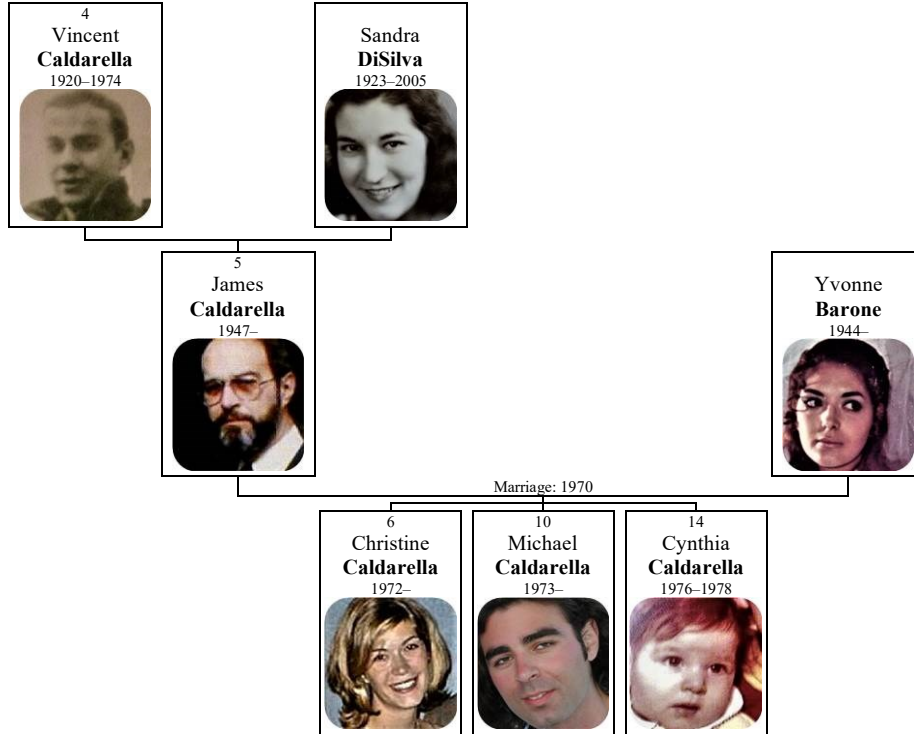 4
Vincent
Caldarella
1920–1974
Sandra
DiSilva
1923–2005
5
James
Caldarella
1947–
Yvonne
Barone
1944–
Marriage: 1970
6
Christine
Caldarella
1972–
10
Michael
Caldarella
1973–
14
Cynthia
Caldarella
1976–1978